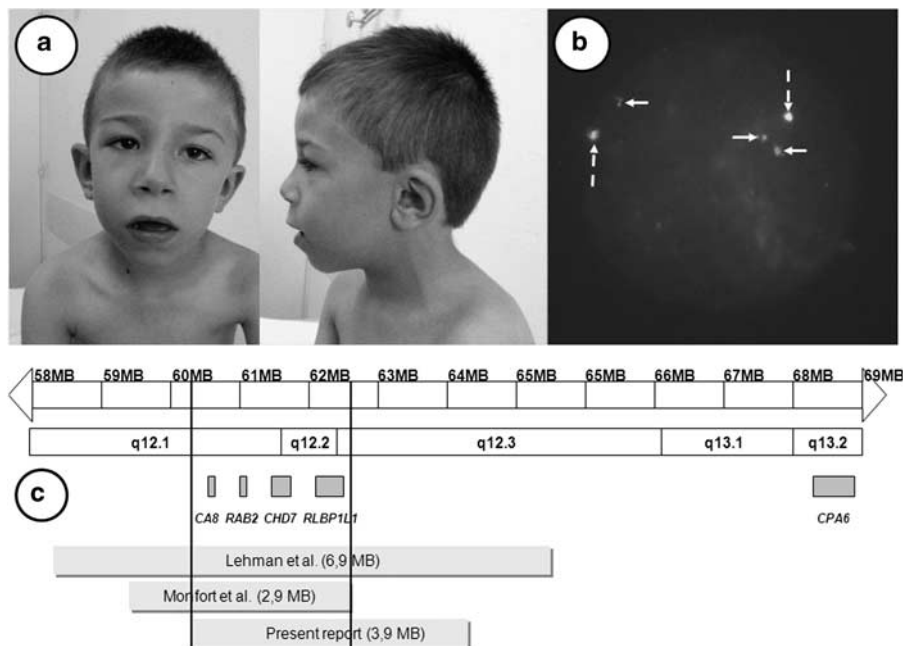 a
b
58MB 59MB 60MB 61MB 62MB 63MB 64MB 65MB 65MB 66MB 67MB 68MB 69MB
q12.1 q12.2 q12.3 q13.1 q13.2
c
CA8 RAB2 CHD7 RLBP1L1 CPA6
Lehman et al. (6,9 MB)
Monfort et al. (2,9 MB)
Present report (3,9 MB)